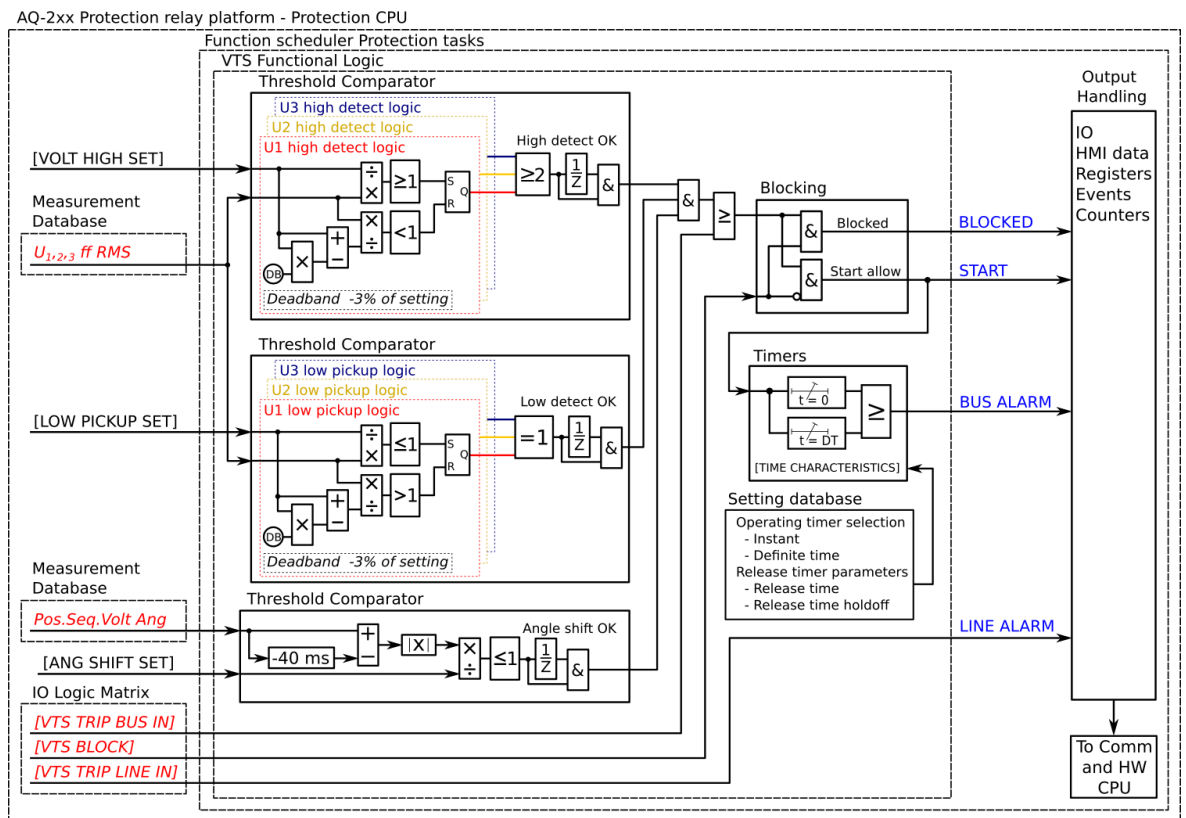 AQ-2xx Protection relay platform - Protection CPU
Function scheduler Protection tasks
VTS Functional Logic
Threshold Comparator
U3 high detect logic
U2 high detect logic
U1 high detect logic
[VOLT HIGH SET]
Measurement
Database
U1,2,3 ff RMS
÷
×
≥1
×
÷
<1
S
R
Q
+
−
×
DB
Deadband -3% of setting
High detect OK
≥2
1
Z
&
&
≥
Blocking
&
Blocked
&
Start allow
BLOCKED
START
Output
Handling
IO
HMI data
Registers
Events
Counters
Threshold Comparator
U3 low pickup logic
U2 low pickup logic
U1 low pickup logic
[LOW PICKUP SET]
÷
×
≤1
×
÷
>1
S
R
Q
+
−
×
DB
Deadband -3% of setting
Low detect OK
=1
1
Z
&
Timers
t = 0
t = DT
≥
[TIME CHARACTERISTICS]
BUS ALARM
Setting database
Operating timer selection
- Instant
- Definite time
Release timer parameters
- Release time
- Release time holdoff
Measurement
Database
Pos.Seq.Volt Ang
Threshold Comparator
-40 ms
+
−
|X|
×
÷
≤1
Angle shift OK
1
Z
&
[ANG SHIFT SET]
LINE ALARM
IO Logic Matrix
[VTS TRIP BUS IN]
[VTS BLOCK]
[VTS TRIP LINE IN]
To Comm
and HW
CPU